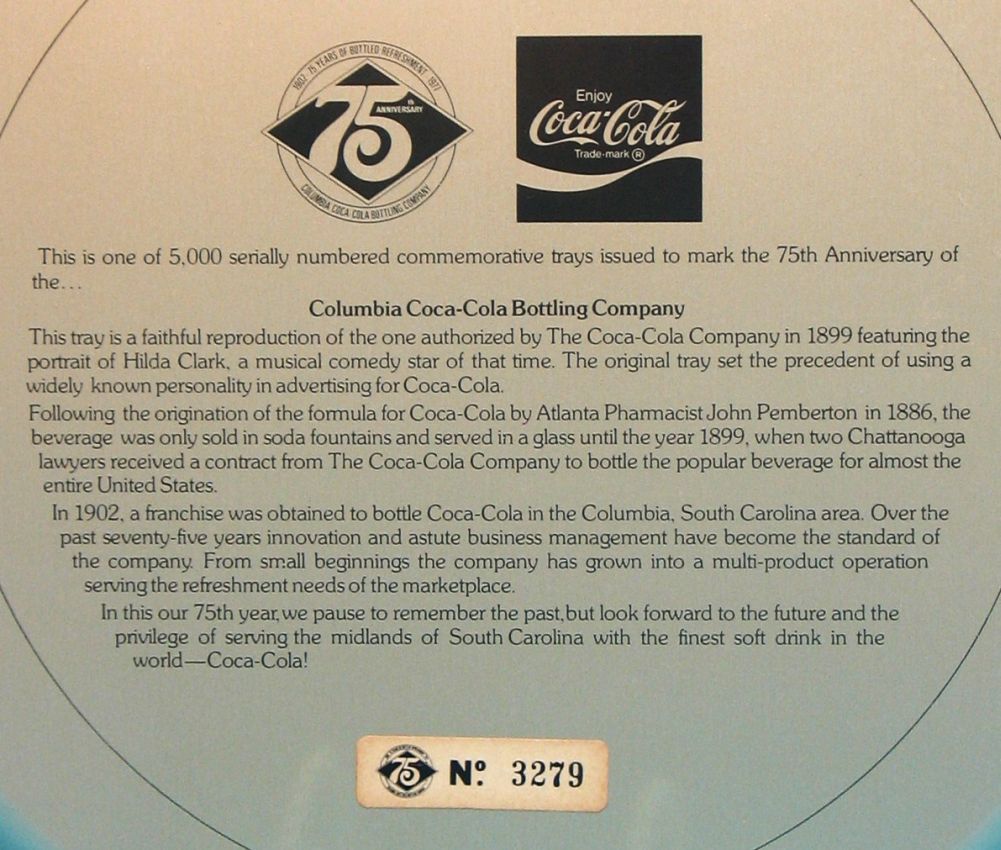 1902 · 75 YEARS OF BOTTLED REFRESHMENT · 1977
75th ANNIVERSARY
COLUMBIA COCA COLA BOTTLING COMPANY
Enjoy
Coca-Cola
Trade-mark ®
This is one of 5,000 serially numbered commemorative trays issued to mark the 75th Anniversary of
the...
Columbia Coca-Cola Bottling Company
This tray is a faithful reproduction of the one authorized by The Coca-Cola Company in 1899 featuring the
portrait of Hilda Clark, a musical comedy star of that time. The original tray set the precedent of using a
widely known personality in advertising for Coca-Cola.
Following the origination of the formula for Coca-Cola by Atlanta Pharmacist John Pemberton in 1886, the
beverage was only sold in soda fountains and served in a glass until the year 1899, when two Chattanooga
lawyers received a contract from The Coca-Cola Company to bottle the popular beverage for almost the
entire United States.
In 1902, a franchise was obtained to bottle Coca-Cola in the Columbia, South Carolina area. Over the
past seventy-five years innovation and astute business management have become the standard of
the company. From small beginnings the company has grown into a multi-product operation
serving the refreshment needs of the marketplace.
In this our 75th year, we pause to remember the past, but look forward to the future and the
privilege of serving the midlands of South Carolina with the finest soft drink in the
world—Coca-Cola!
75 Nº 3279